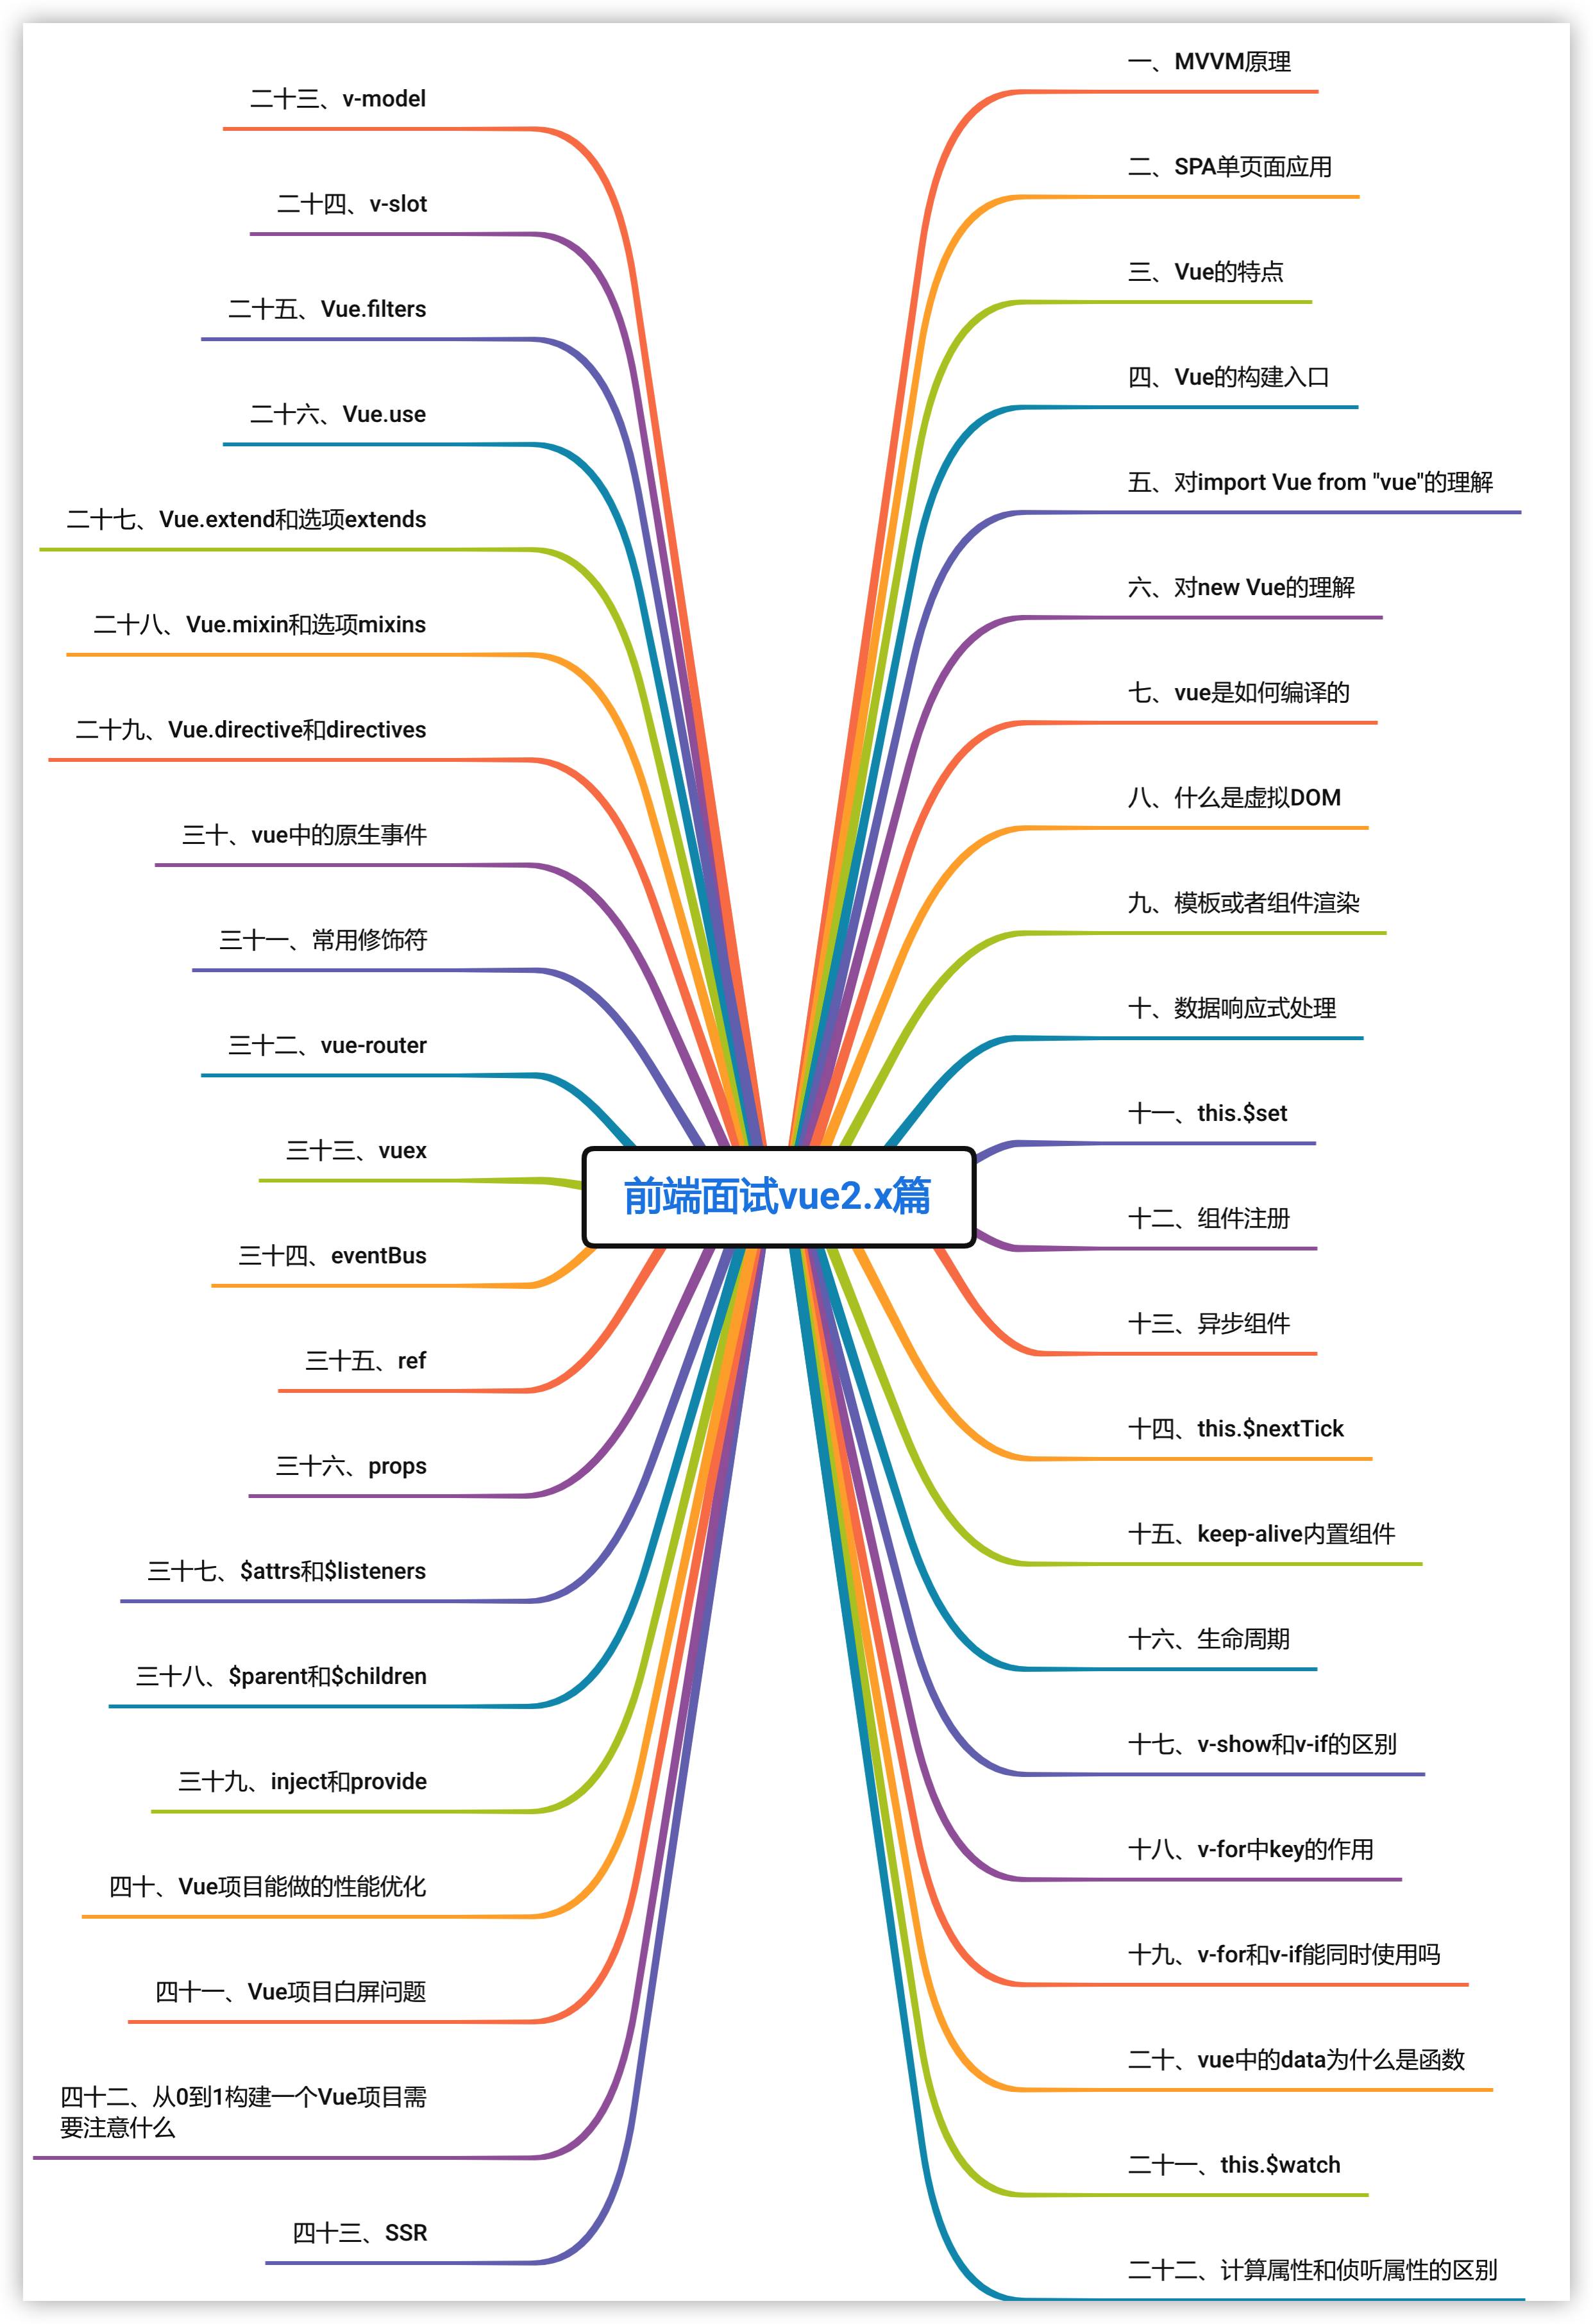 前端面试vue2.x篇
一、MVVM原理
二、SPA单页面应用
三、Vue的特点
四、Vue的构建入口
五、对import Vue from "vue"的理解
六、对new Vue的理解
七、vue是如何编译的
八、什么是虚拟DOM
九、模板或者组件渲染
十、数据响应式处理
十一、this.$set
十二、组件注册
十三、异步组件
十四、this.$nextTick
十五、keep-alive内置组件
十六、生命周期
十七、v-show和v-if的区别
十八、v-for中key的作用
十九、v-for和v-if能同时使用吗
二十、vue中的data为什么是函数
二十一、this.$watch
二十二、计算属性和侦听属性的区别
二十三、v-model
二十四、v-slot
二十五、Vue.filters
二十六、Vue.use
二十七、Vue.extend和选项extends
二十八、Vue.mixin和选项mixins
二十九、Vue.directive和directives
三十、vue中的原生事件
三十一、常用修饰符
三十二、vue-router
三十三、vuex
三十四、eventBus
三十五、ref
三十六、props
三十七、$attrs和$listeners
三十八、$parent和$children
三十九、inject和provide
四十、Vue项目能做的性能优化
四十一、Vue项目白屏问题
四十二、从0到1构建一个Vue项目需
要注意什么
四十三、SSR